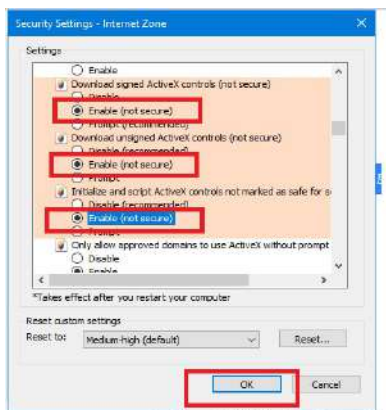 Security Settings - Internet Zone
Settings
Enable
Download signed ActiveX controls (not secure)
Disable
Enable (not secure)
Prompt (recommended)
Download unsigned ActiveX controls (not secure)
Disable (recommended)
Enable (not secure)
Prompt
Initialize and script ActiveX controls not marked as safe for s
Disable (recommended)
Enable (not secure)
Prompt
Only allow approved domains to use ActiveX without prompt
Disable
Enable
*Takes effect after you restart your computer
Reset custom settings
Reset to: Medium-high (default) Reset...
OK Cancel